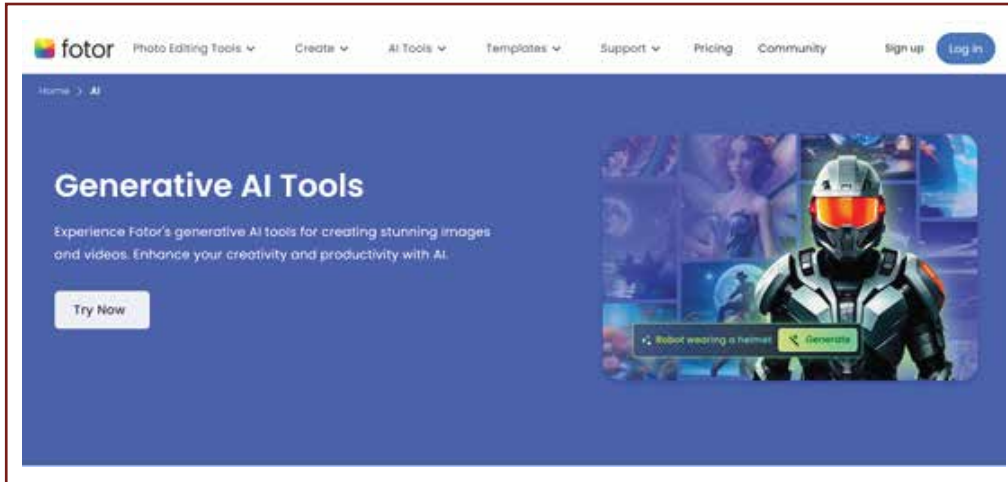 fotor Photo Editing Tools Create AI Tools Templates Support Pricing Community Sign up Log in
Home > AI
Generative AI Tools
Experience Fotor's generative AI tools for creating stunning images
and videos. Enhance your creativity and productivity with AI.
Try Now
Robot wearing a helmet Generate